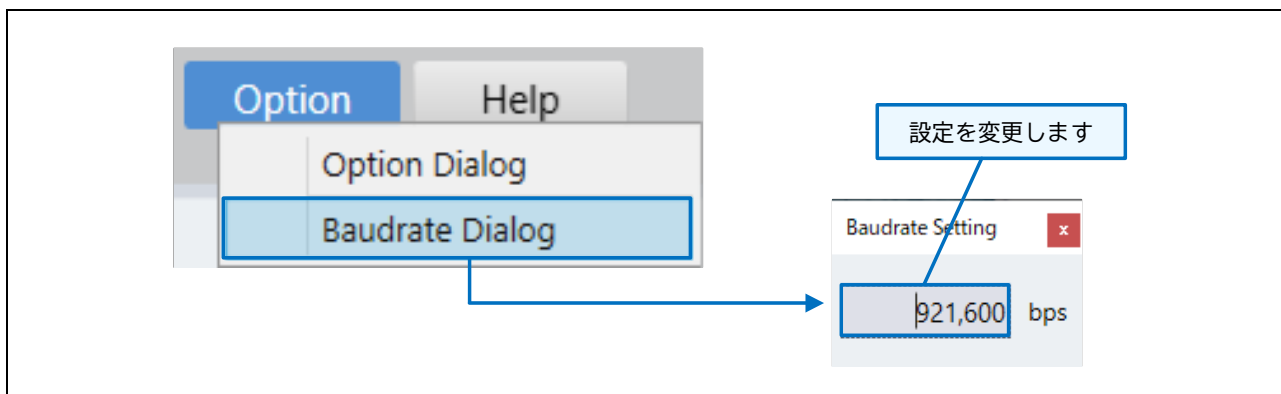 Option Help
Option Dialog
Baudrate Dialog
設定を変更します
Baudrate Setting x
921,600 bps